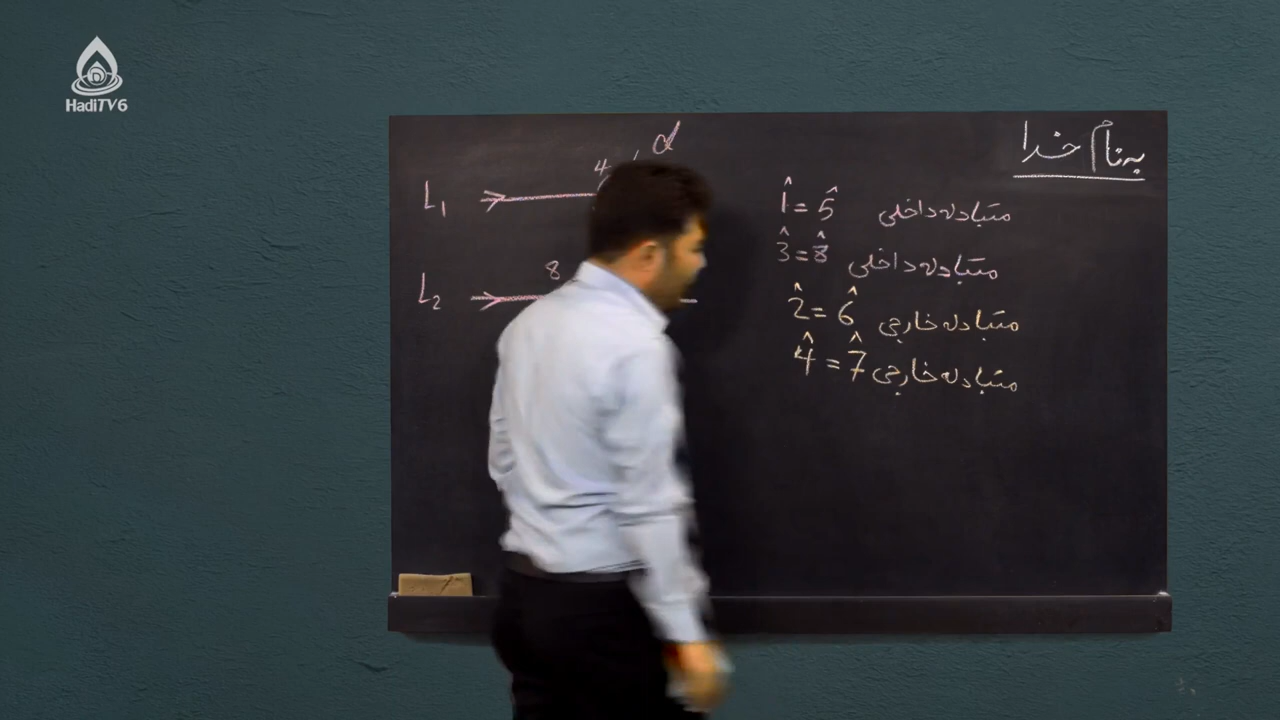 HadiTV6
به نام خدا
d
4
L1
8
L2
1̂ = 5̂ متبادله داخلی
3̂ = 8̂ متبادله داخلی
2̂ = 6̂ متبادله خارجی
4̂ = 7̂ متبادله خارجی